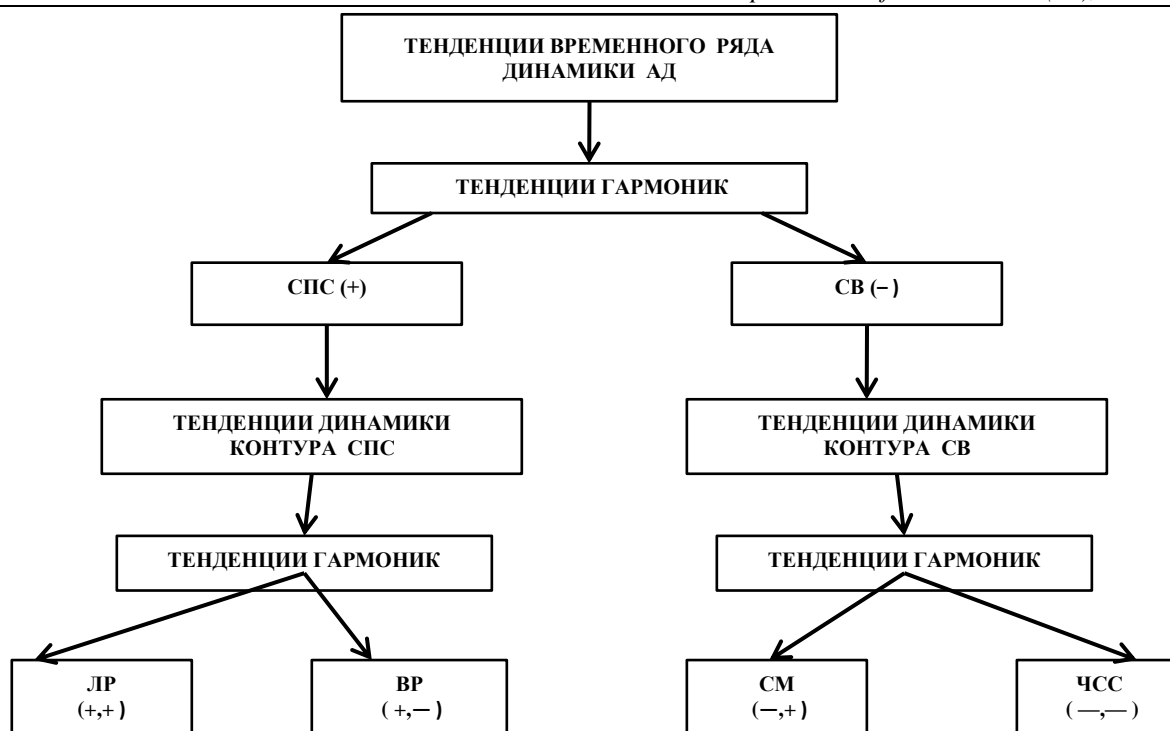 ТЕНДЕНЦИИ ВРЕМЕННОГО РЯДА
ДИНАМИКИ АД
ТЕНДЕНЦИИ ГАРМОНИК
СПС (+)
СВ (–)
ТЕНДЕНЦИИ ДИНАМИКИ
КОНТУРА СПС
ТЕНДЕНЦИИ ДИНАМИКИ
КОНТУРА СВ
ТЕНДЕНЦИИ ГАРМОНИК
ТЕНДЕНЦИИ ГАРМОНИК
ЛР
(+,+ )
ВР
( +,— )
СМ
(—,+ )
ЧСС
( —,— )